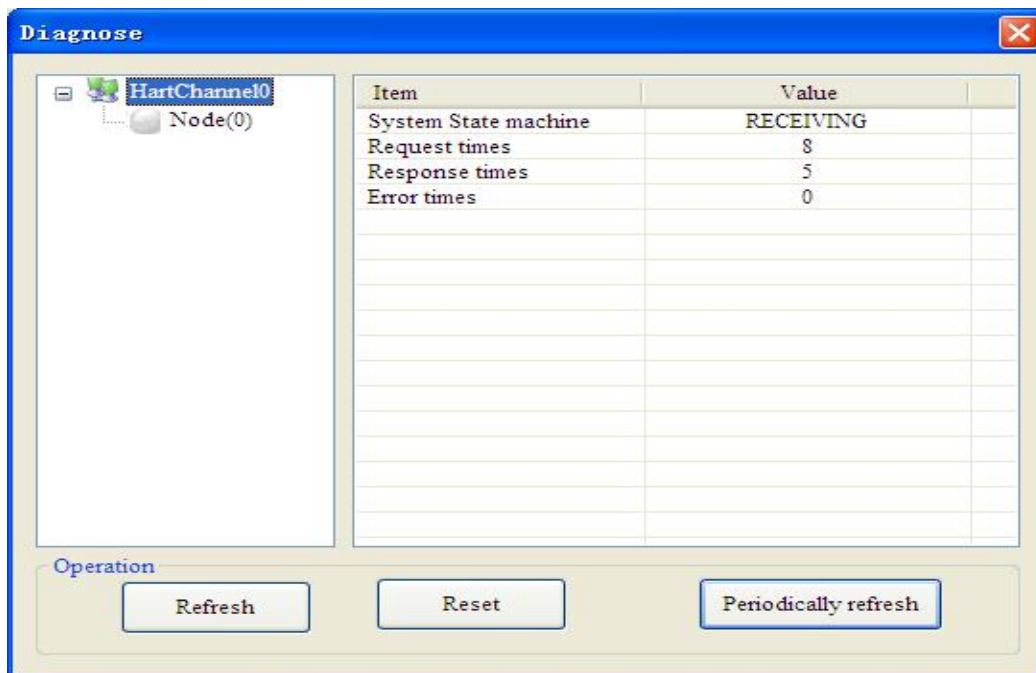 Diagnose
HartChannel0
Node(0)
Item Value
System State machine RECEIVING
Request times 8
Response times 5
Error times 0
Operation
Refresh Reset Periodically refresh